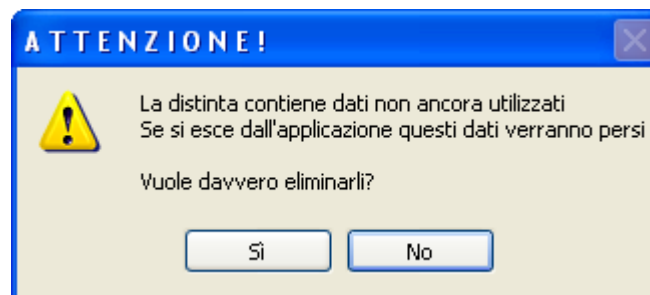 ATTENZIONE!
La distinta contiene dati non ancora utilizzati
Se si esce dall'applicazione questi dati verranno persi
Vuole davvero eliminarli?
Sì
No